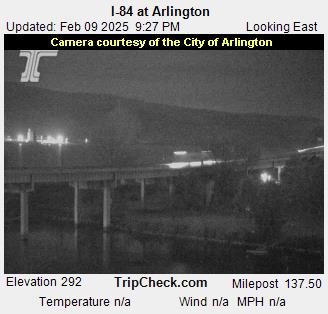 I-84 at Arlington
Updated: Feb 09 2025 9:27 PM Looking East
Camera courtesy of the City of Arlington
Elevation 292 TripCheck.com Milepost 137.50
Temperature n/a Wind n/a MPH n/a